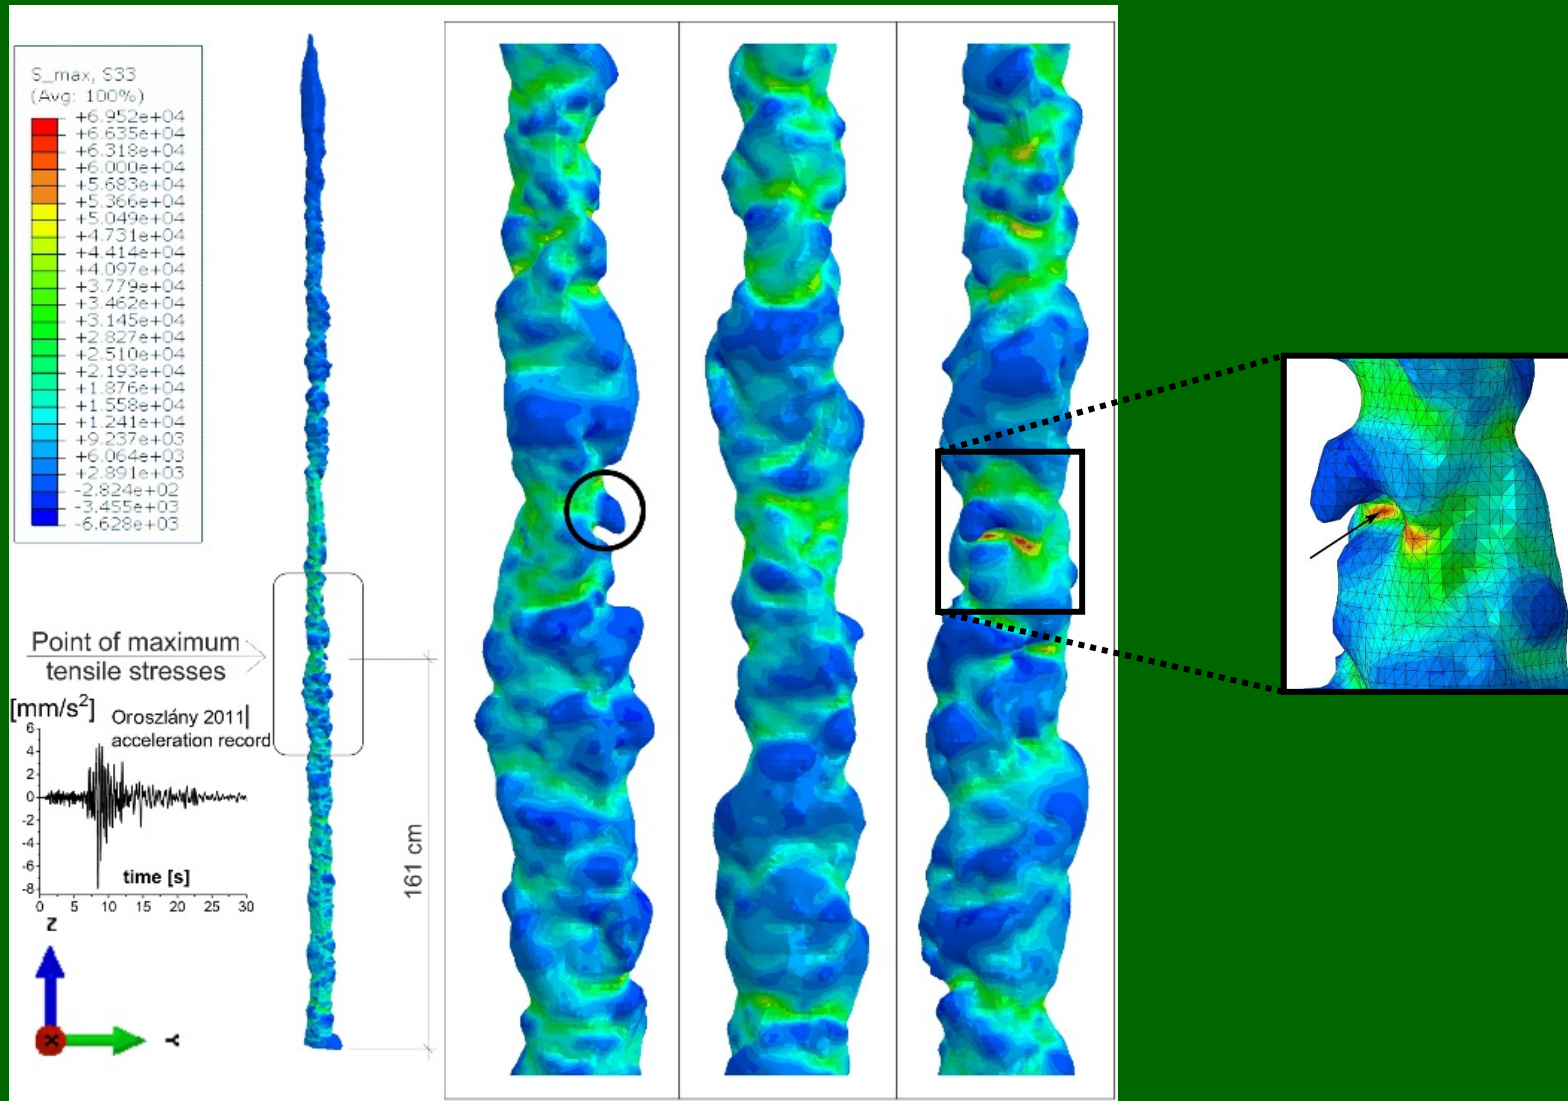 S_max, S33
(Avg: 100%)
+6.952e+04
+6.635e+04
+6.318e+04
+6.000e+04
+5.683e+04
+5.366e+04
+5.049e+04
+4.731e+04
+4.414e+04
+4.097e+04
+3.779e+04
+3.462e+04
+3.145e+04
+2.827e+04
+2.510e+04
+2.193e+04
+1.876e+04
+1.558e+04
+1.241e+04
+9.237e+03
+6.064e+03
+2.891e+03
-2.824e+02
-3.455e+03
-6.628e+03
Point of maximum
tensile stresses
[mm/s²]
Oroszlány 2011
acceleration record
6
4
2
0
-2
-4
-6
-8
time [s]
0 5 10 15 20 25 30
161 cm
Z
X
Y